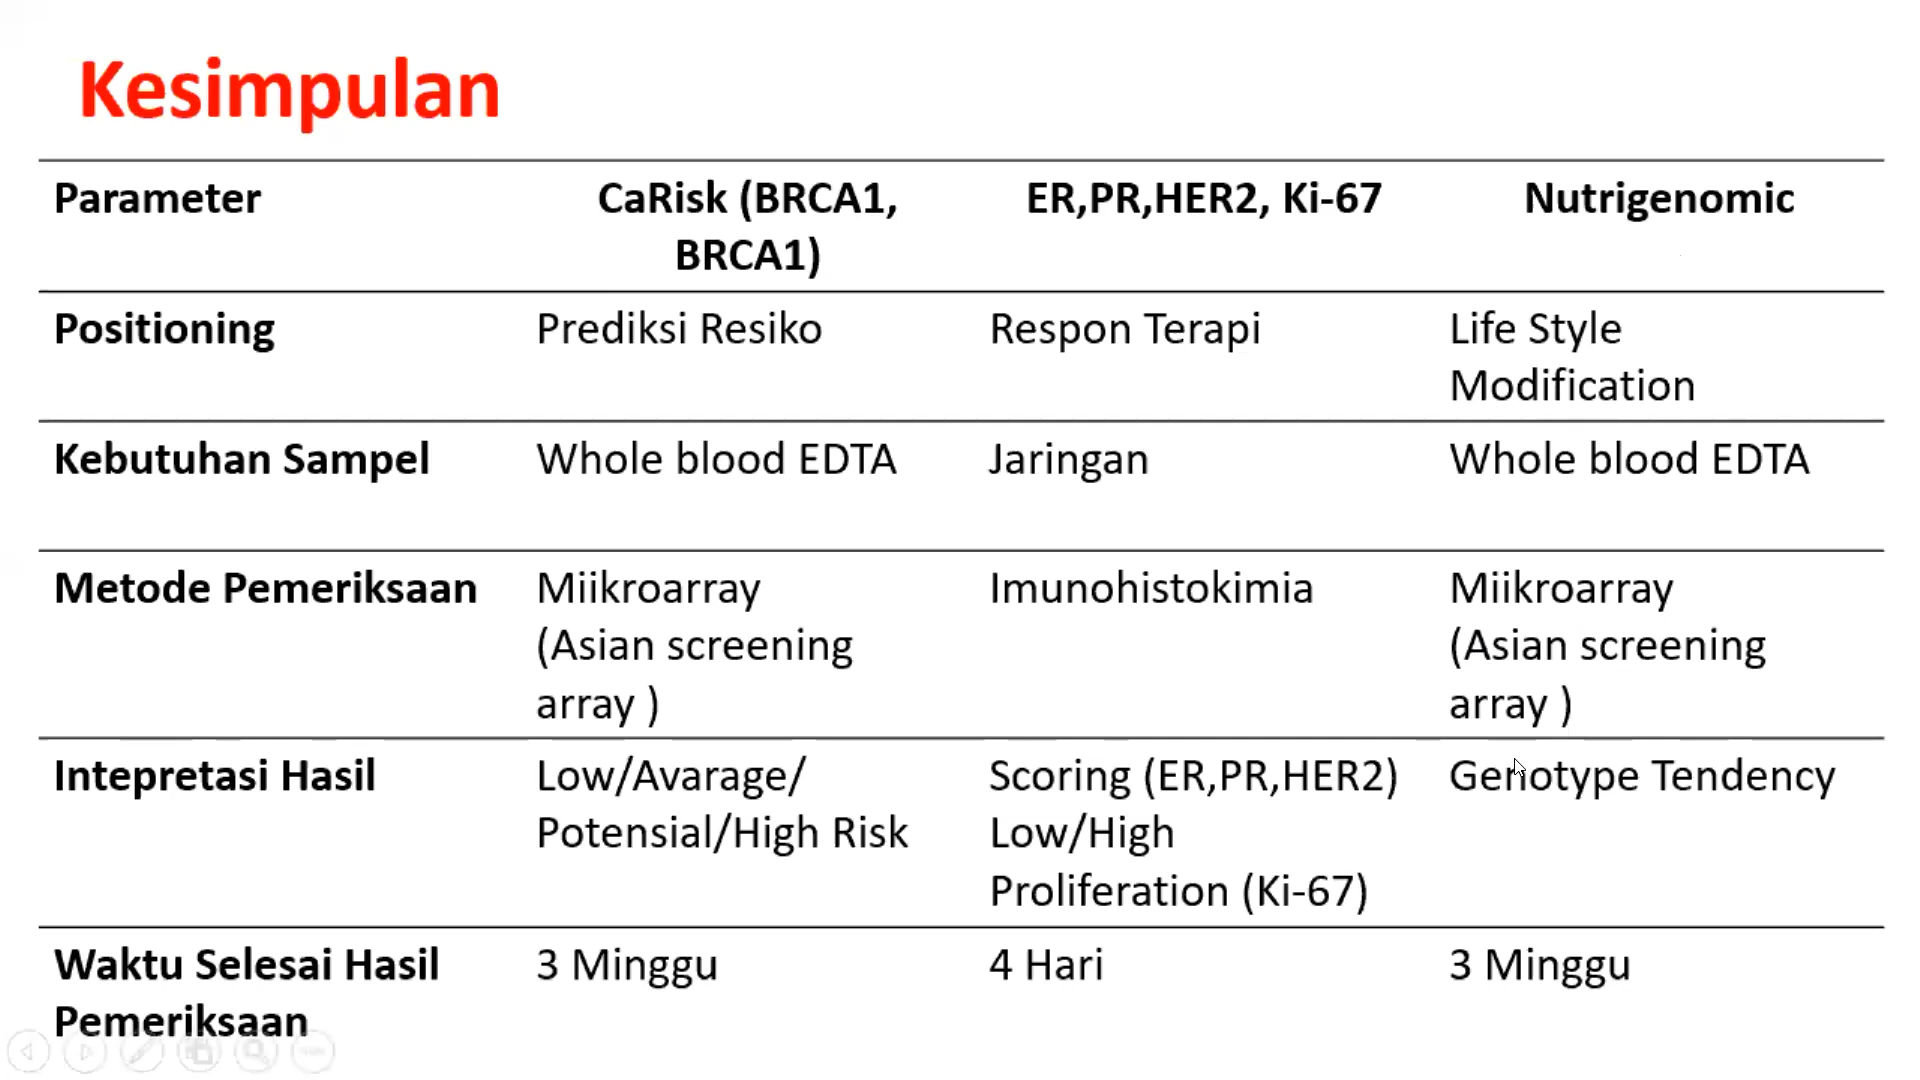 Kesimpulan
Parameter
CaRisk (BRCA1,
BRCA1)
ER,PR,HER2, Ki-67
Nutrigenomic
Positioning
Prediksi Resiko
Respon Terapi
Life Style
Modification
Kebutuhan Sampel
Whole blood EDTA
Jaringan
Whole blood EDTA
Metode Pemeriksaan
Miikroarray
(Asian screening
array )
Imunohistokimia
Miikroarray
(Asian screening
array )
Intepretasi Hasil
Low/Avarage/
Potensial/High Risk
Scoring (ER,PR,HER2)
Low/High
Proliferation (Ki-67)
Genotype Tendency
Waktu Selesai Hasil
Pemeriksaan
3 Minggu
4 Hari
3 Minggu